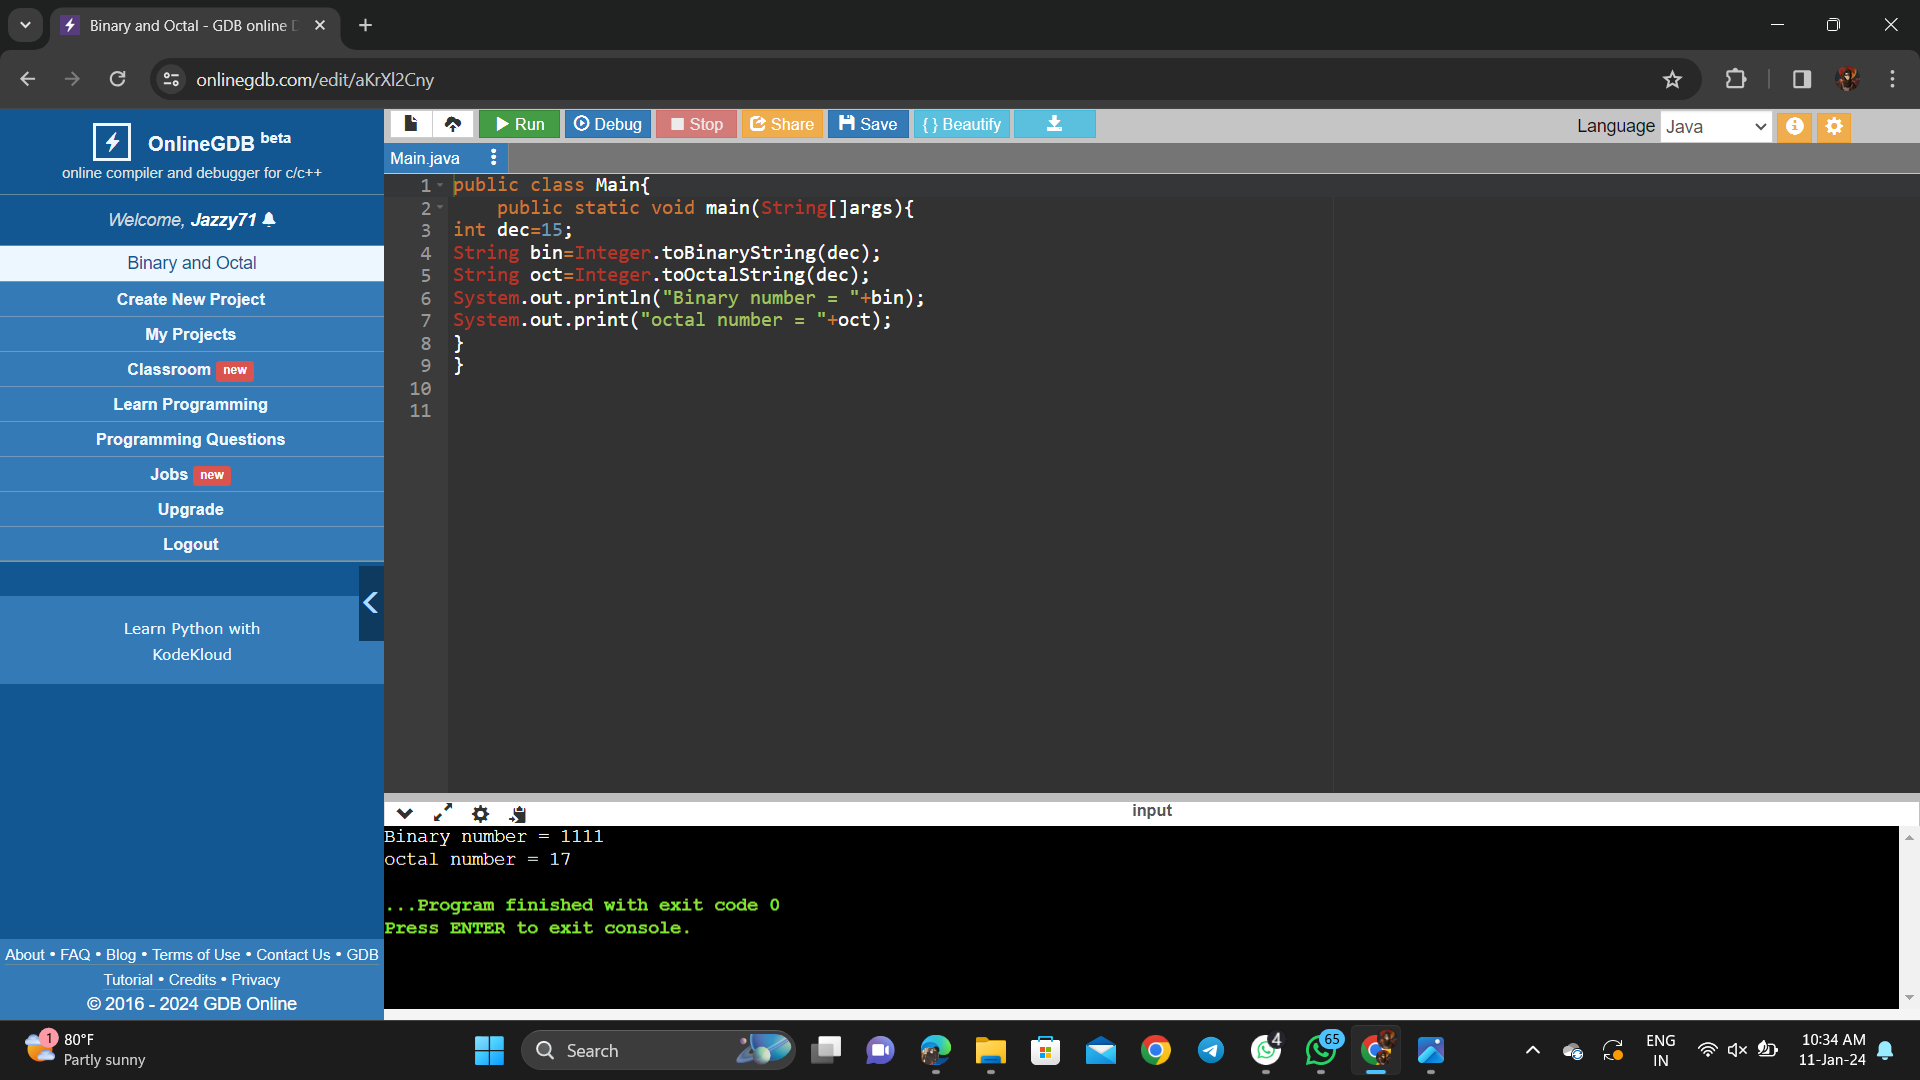 Binary and Octal - GDB online D
onlinegdb.com/edit/aKrXl2Cny
OnlineGDB beta
online compiler and debugger for c/c++
Welcome, Jazzy71
Binary and Octal
Create New Project
My Projects
Classroom new
Learn Programming
Programming Questions
Jobs new
Upgrade
Logout
Learn Python with
KodeKloud
About • FAQ • Blog • Terms of Use • Contact Us • GDB
Tutorial • Credits • Privacy
© 2016 - 2024 GDB Online
Run Debug Stop Share Save { } Beautify
Language Java
Main.java
1 public class Main{
2     public static void main(String[]args){
3 int dec=15;
4 String bin=Integer.toBinaryString(dec);
5 String oct=Integer.toOctalString(dec);
6 System.out.println("Binary number = "+bin);
7 System.out.print("octal number = "+oct);
8 }
9 }
10
11
input
Binary number = 1111
octal number = 17
...Program finished with exit code 0
Press ENTER to exit console.
1
80°F
Partly sunny
Search
4
65
ENG
IN
10:34 AM
11-Jan-24